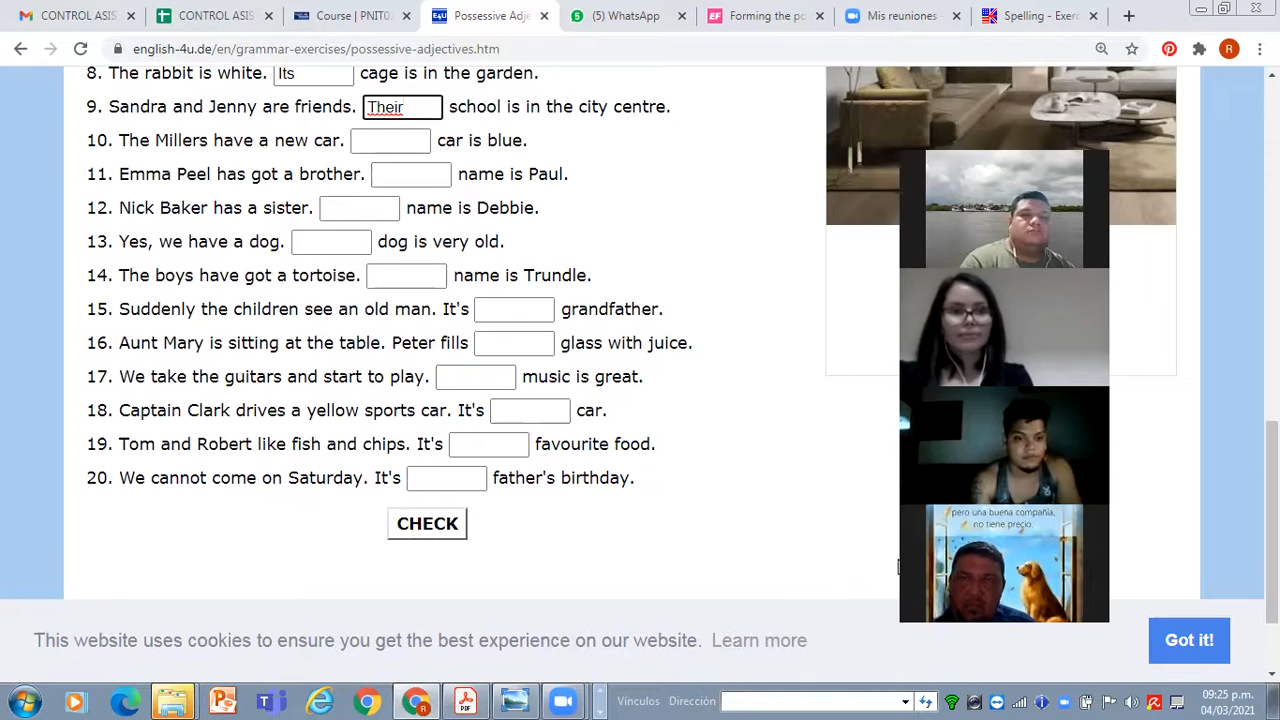 CONTROL ASIS
CONTROL ASIS
Course | PNITO
Possessive Adje
(5) WhatsApp
Forming the po
Mis reuniones -
Spelling - Exerc
english-4u.de/en/grammar-exercises/possessive-adjectives.htm
8. The rabbit is white. Its cage is in the garden.
9. Sandra and Jenny are friends. Their school is in the city centre.
10. The Millers have a new car. car is blue.
11. Emma Peel has got a brother. name is Paul.
12. Nick Baker has a sister. name is Debbie.
13. Yes, we have a dog. dog is very old.
14. The boys have got a tortoise. name is Trundle.
15. Suddenly the children see an old man. It's grandfather.
16. Aunt Mary is sitting at the table. Peter fills glass with juice.
17. We take the guitars and start to play. music is great.
18. Captain Clark drives a yellow sports car. It's car.
19. Tom and Robert like fish and chips. It's favourite food.
20. We cannot come on Saturday. It's father's birthday.
CHECK
pero una buena compañía,
no tiene precio.
This website uses cookies to ensure you get the best experience on our website. Learn more
Got it!
Vínculos Dirección
09:25 p.m.
04/03/2021